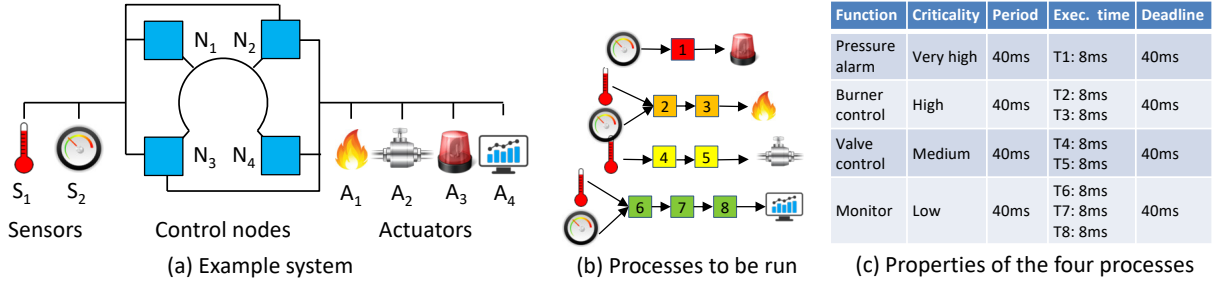 N1
N2
N3
N4
S1
S2
A1
A2
A3
A4
Sensors
Control nodes
Actuators
(a) Example system
1
2 3
4 5
6 7 8
(b) Processes to be run
Function Criticality Period Exec. time Deadline
Pressure
alarm
Very high 40ms T1: 8ms 40ms
Burner
control
High 40ms T2: 8ms
T3: 8ms
40ms
Valve
control
Medium 40ms T4: 8ms
T5: 8ms
40ms
Monitor Low 40ms T6: 8ms
T7: 8ms
T8: 8ms
40ms
(c) Properties of the four processes